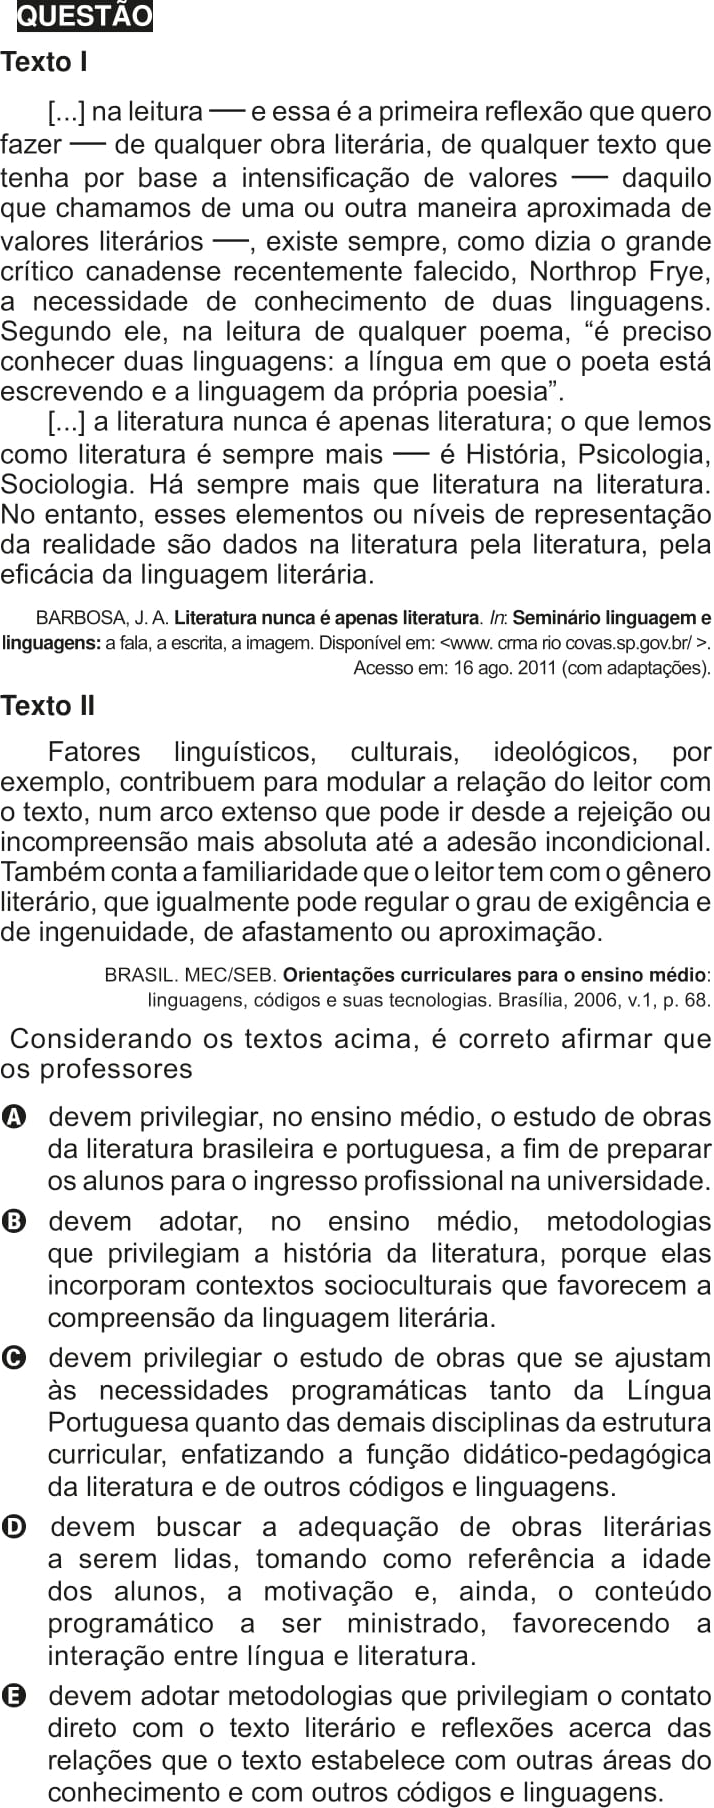 QUESTÃO
Texto I
[...] na leitura — e essa é a primeira reflexão que quero
fazer — de qualquer obra literária, de qualquer texto que
tenha por base a intensificação de valores — daquilo
que chamamos de uma ou outra maneira aproximada de
valores literários —, existe sempre, como dizia o grande
crítico canadense recentemente falecido, Northrop Frye,
a necessidade de conhecimento de duas linguagens.
Segundo ele, na leitura de qualquer poema, “é preciso
conhecer duas linguagens: a língua em que o poeta está
escrevendo e a linguagem da própria poesia”.
[...] a literatura nunca é apenas literatura; o que lemos
como literatura é sempre mais — é História, Psicologia,
Sociologia. Há sempre mais que literatura na literatura.
No entanto, esses elementos ou níveis de representação
da realidade são dados na literatura pela literatura, pela
eficácia da linguagem literária.
BARBOSA, J. A. Literatura nunca é apenas literatura. In: Seminário linguagem e
linguagens: a fala, a escrita, a imagem. Disponível em: <www. crma rio covas.sp.gov.br/ >.
Acesso em: 16 ago. 2011 (com adaptações).
Texto II
Fatores linguísticos, culturais, ideológicos, por
exemplo, contribuem para modular a relação do leitor com
o texto, num arco extenso que pode ir desde a rejeição ou
incompreensão mais absoluta até a adesão incondicional.
Também conta a familiaridade que o leitor tem com o gênero
literário, que igualmente pode regular o grau de exigência e
de ingenuidade, de afastamento ou aproximação.
BRASIL. MEC/SEB. Orientações curriculares para o ensino médio:
linguagens, códigos e suas tecnologias. Brasília, 2006, v.1, p. 68.
Considerando os textos acima, é correto afirmar que
os professores
A devem privilegiar, no ensino médio, o estudo de obras
da literatura brasileira e portuguesa, a fim de preparar
os alunos para o ingresso profissional na universidade.
B devem adotar, no ensino médio, metodologias
que privilegiam a história da literatura, porque elas
incorporam contextos socioculturais que favorecem a
compreensão da linguagem literária.
C devem privilegiar o estudo de obras que se ajustam
às necessidades programáticas tanto da Língua
Portuguesa quanto das demais disciplinas da estrutura
curricular, enfatizando a função didático-pedagógica
da literatura e de outros códigos e linguagens.
D devem buscar a adequação de obras literárias
a serem lidas, tomando como referência a idade
dos alunos, a motivação e, ainda, o conteúdo
programático a ser ministrado, favorecendo a
interação entre língua e literatura.
E devem adotar metodologias que privilegiam o contato
direto com o texto literário e reflexões acerca das
relações que o texto estabelece com outras áreas do
conhecimento e com outros códigos e linguagens.